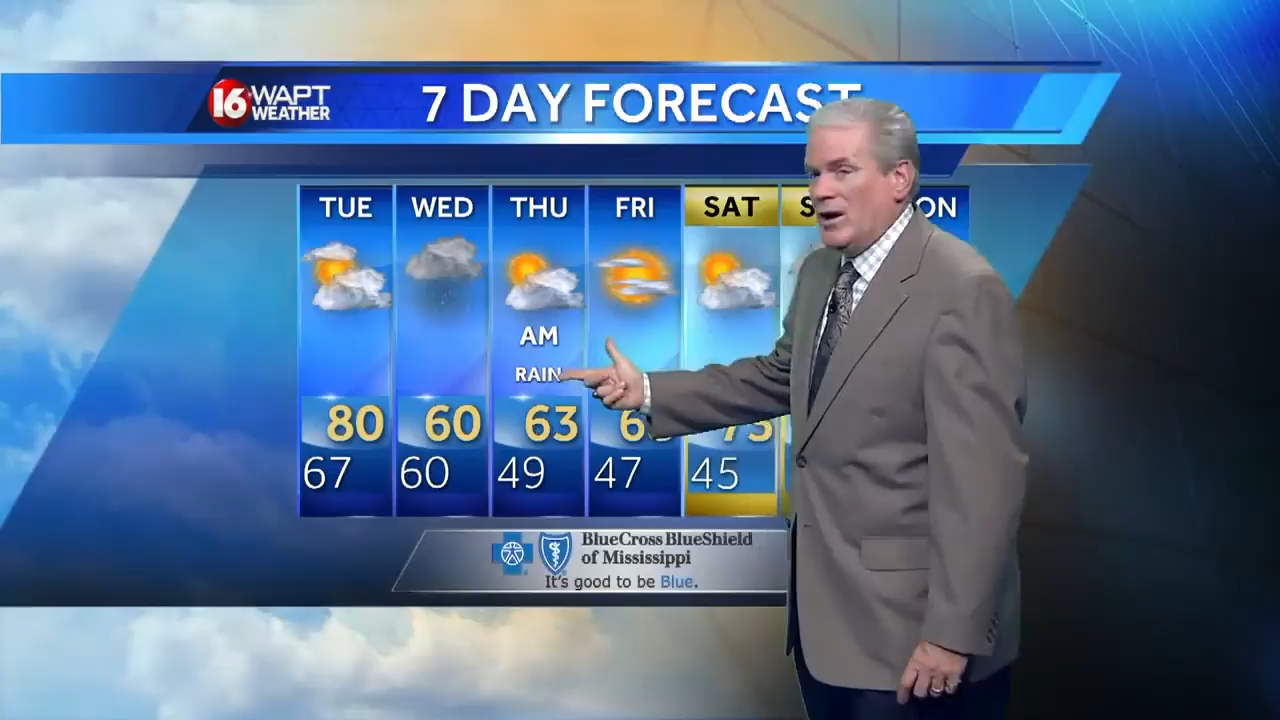 16 WAPT
WEATHER
7 DAY FORECAST
TUE WED THU FRI SAT
AM
RAIN
80 60 63
67 60 49 47 45
BlueCross BlueShield
of Mississippi
It's good to be Blue.